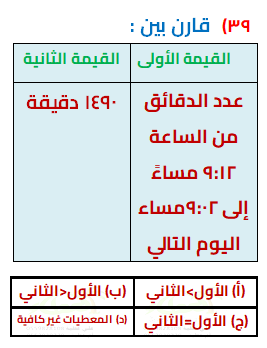 ٣٩) قارن بين :
القيمة الأولى
القيمة الثانية
عدد الدقائق
من الساعة
٩:١٢ مساءً
إلى ٩:٠٢مساء
اليوم التالي
١٤٩٠ دقيقة
(أ) الأول>الثاني
(ب) الأول<الثاني
(ج) الأول=الثاني
(د) المعطيات غير كافية